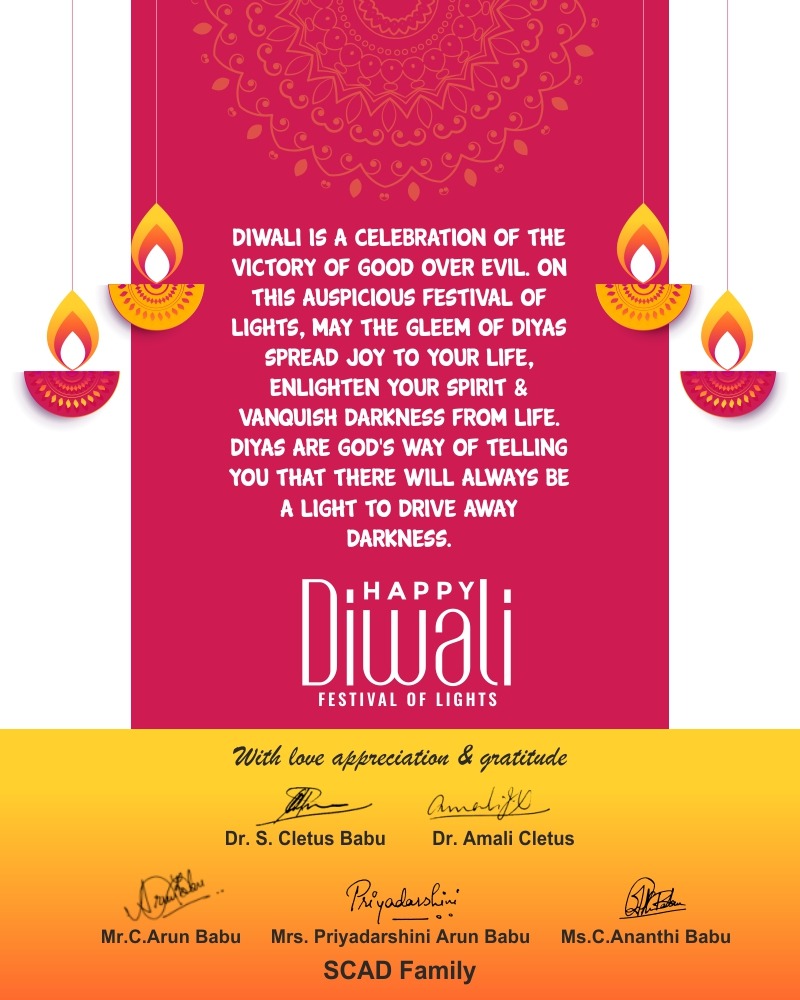 DIWALI IS A CELEBRATION OF THE
VICTORY OF GOOD OVER EVIL. ON
THIS AUSPICIOUS FESTIVAL OF
LIGHTS, MAY THE GLEEM OF DIYAS
SPREAD JOY TO YOUR LIFE,
ENLIGHTEN YOUR SPIRIT &
VANQUISH DARKNESS FROM LIFE.
DIYAS ARE GOD'S WAY OF TELLING
YOU THAT THERE WILL ALWAYS BE
A LIGHT TO DRIVE AWAY
DARKNESS.
HAPPY
Diwali
FESTIVAL OF LIGHTS
With love appreciation & gratitude
Dr. S. Cletus Babu Dr. Amali Cletus
Priyadarshini
Mr.C.Arun Babu Mrs. Priyadarshini Arun Babu Ms.C.Ananthi Babu
SCAD Family